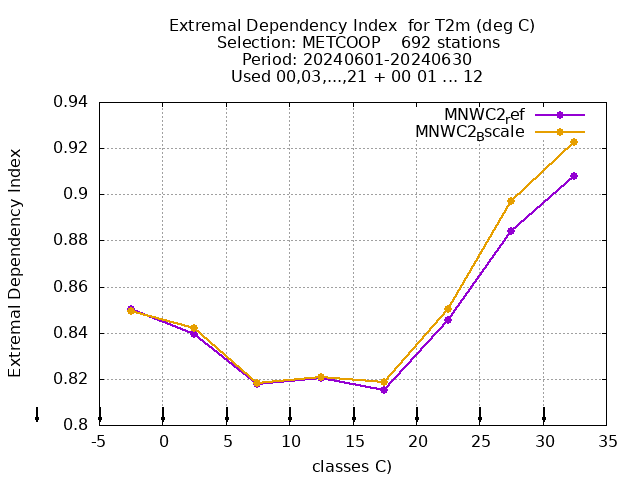 Extremal Dependency Index  for T2m (deg C)
Selection: METCOOP    692 stations
Period: 20240601-20240630
Used 00,03,...,21 + 00 01 ... 12
MNWC2ref
MNWC2Bscale
Extremal Dependency Index
0.94
0.92
0.9
0.88
0.86
0.84
0.82
0.8
-5 0 5 10 15 20 25 30 35
classes C)